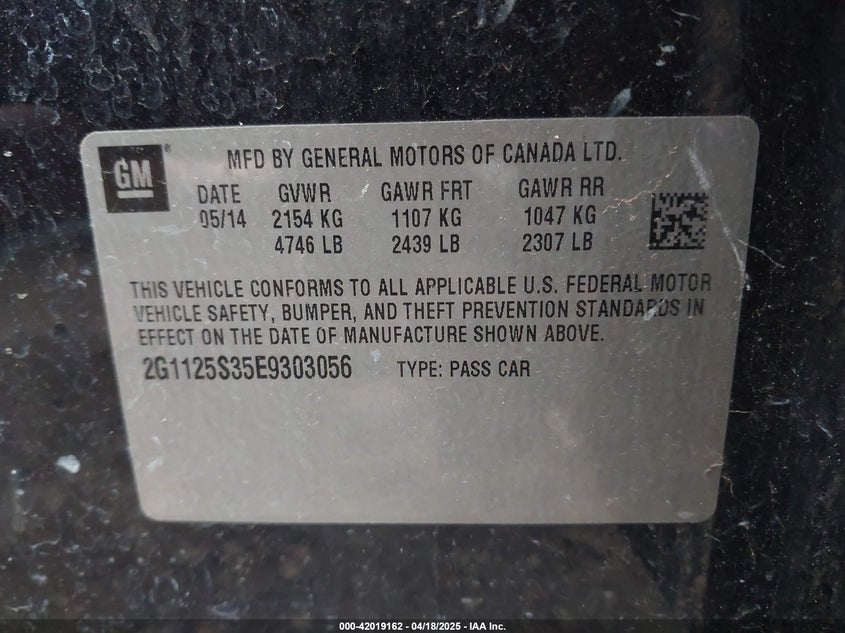 GM®
MFD BY GENERAL MOTORS OF CANADA LTD.
DATE GVWR GAWR FRT GAWR RR
05/14 2154 KG 1107 KG 1047 KG
4746 LB 2439 LB 2307 LB
THIS VEHICLE CONFORMS TO ALL APPLICABLE U.S. FEDERAL MOTOR
VEHICLE SAFETY, BUMPER, AND THEFT PREVENTION STANDARDS IN
EFFECT ON THE DATE OF MANUFACTURE SHOWN ABOVE.
2G1125S35E9303056 TYPE: PASS CAR
000-42019162 - 04/18/2025 - IAA Inc.